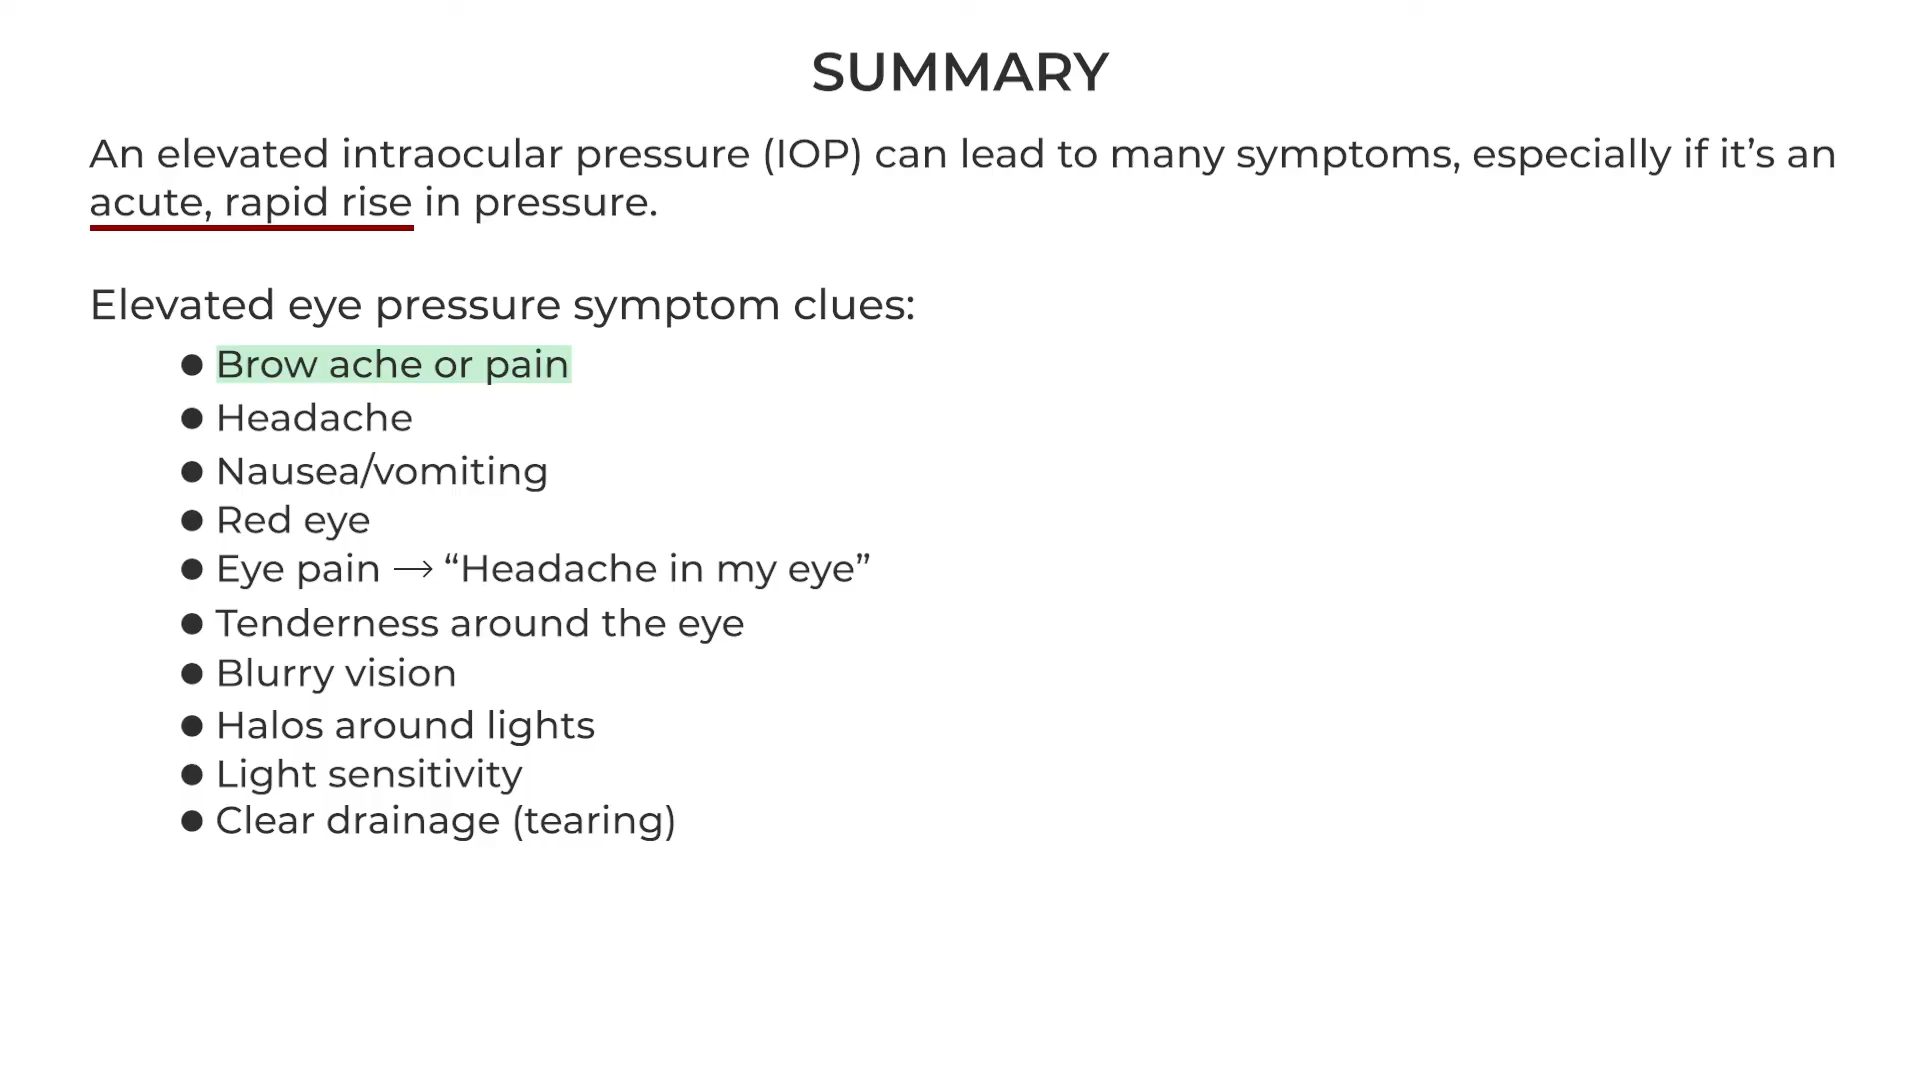 SUMMARY
An elevated intraocular pressure (IOP) can lead to many symptoms, especially if it’s an
acute, rapid rise in pressure.
Elevated eye pressure symptom clues:
● Brow ache or pain
● Headache
● Nausea/vomiting
● Red eye
● Eye pain → “Headache in my eye”
● Tenderness around the eye
● Blurry vision
● Halos around lights
● Light sensitivity
● Clear drainage (tearing)